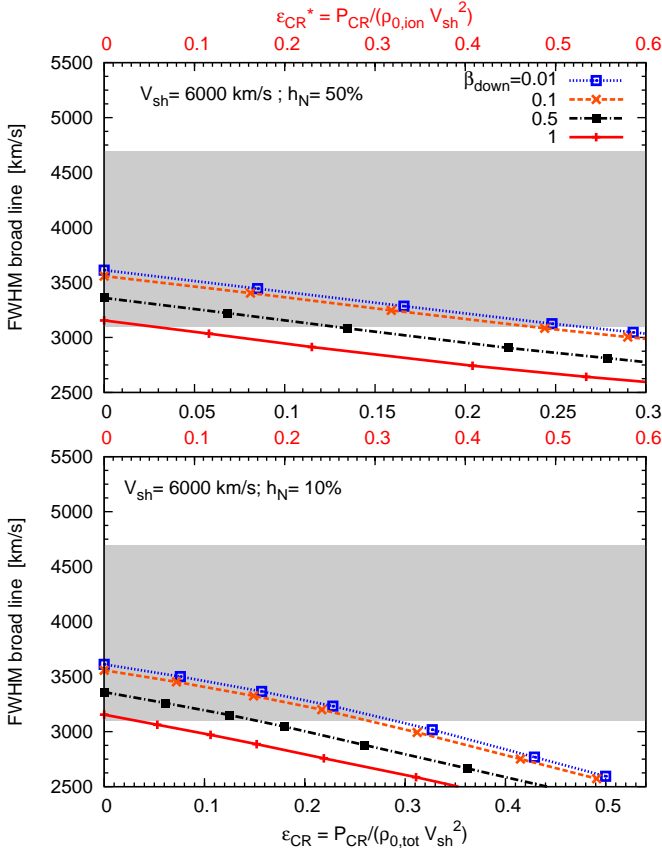 ε_CR* = P_CR/(ρ_0,ion V_sh²)
0 0.1 0.2 0.3 0.4 0.5 0.6
5500
5000
4500
4000
3500
3000
2500
FWHM broad line [km/s]
V_sh= 6000 km/s ; h_N= 50%
β_down=0.01
0.1
0.5
1
0 0.05 0.1 0.15 0.2 0.25 0.3
0 0.1 0.2 0.3 0.4 0.5 0.6
5500
5000
4500
4000
3500
3000
2500
FWHM broad line [km/s]
V_sh= 6000 km/s; h_N= 10%
0 0.1 0.2 0.3 0.4 0.5
ε_CR = P_CR/(ρ_0,tot V_sh²)